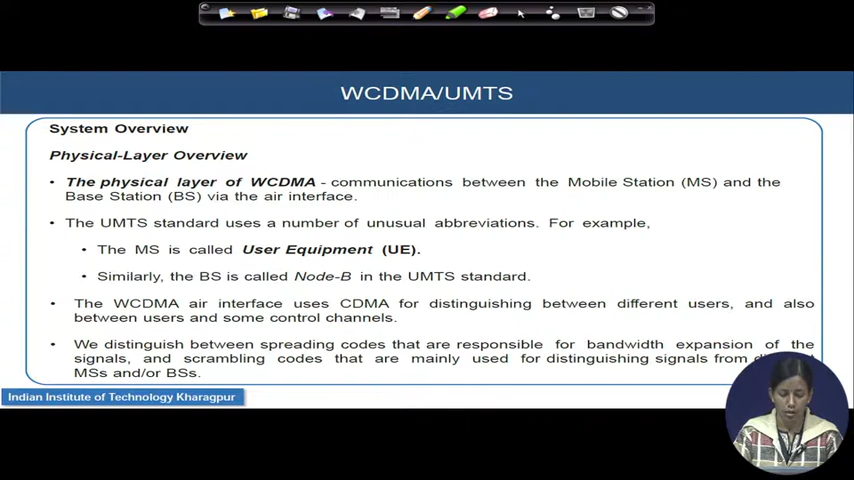 WCDMA/UMTS
System Overview
Physical-Layer Overview
• The physical layer of WCDMA - communications between the Mobile Station (MS) and the
Base Station (BS) via the air interface.
• The UMTS standard uses a number of unusual abbreviations. For example,
• The MS is called User Equipment (UE).
• Similarly, the BS is called Node-B in the UMTS standard.
• The WCDMA air interface uses CDMA for distinguishing between different users, and also
between users and some control channels.
• We distinguish between spreading codes that are responsible for bandwidth expansion of the
signals, and scrambling codes that are mainly used for distinguishing signals from
MSs and/or BSs.
Indian Institute of Technology Kharagpur